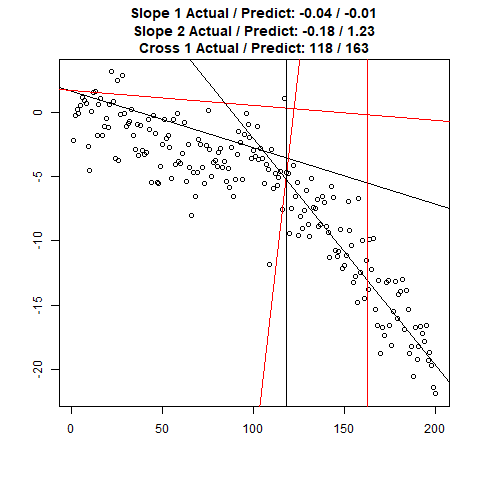 Slope 1 Actual / Predict: -0.04 / -0.01
Slope 2 Actual / Predict: -0.18 / 1.23
Cross 1 Actual / Predict: 118 / 163
0
-5
-10
-15
-20
0 50 100 150 200